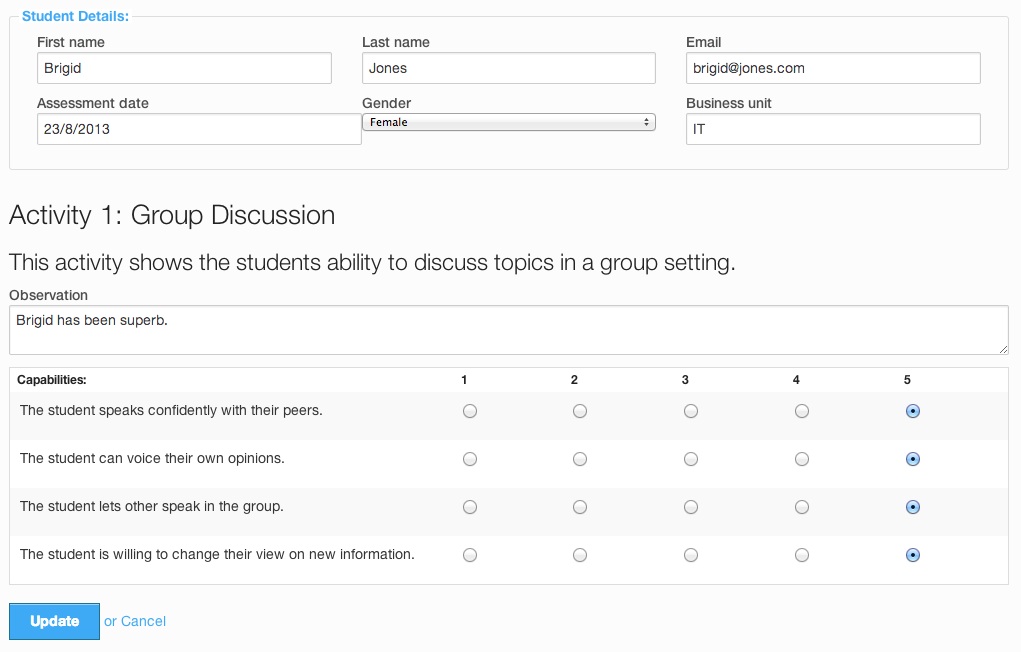 Student Details:
First name Last name Email
Brigid Jones brigid@jones.com
Assessment date Gender Business unit
23/8/2013 Female IT
Activity 1: Group Discussion
This activity shows the students ability to discuss topics in a group setting.
Observation
Brigid has been superb.
Capabilities: 1 2 3 4 5
The student speaks confidently with their peers.
The student can voice their own opinions.
The student lets other speak in the group.
The student is willing to change their view on new information.
Update or Cancel